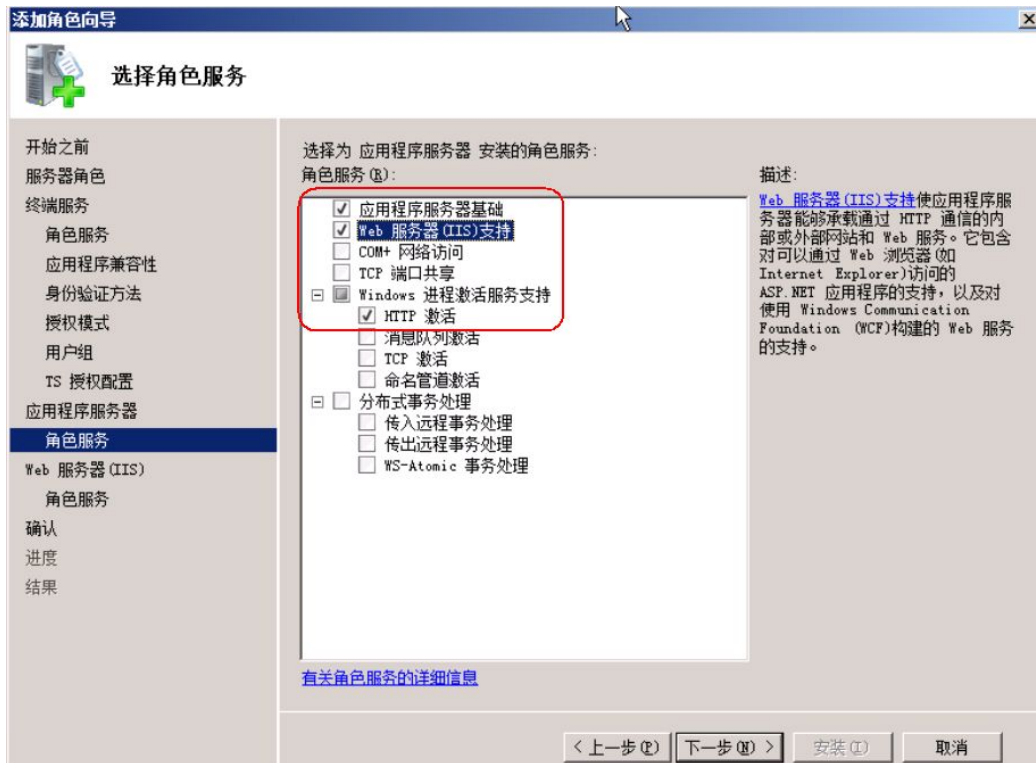 添加角色向导
选择角色服务
开始之前
服务器角色
终端服务
角色服务
应用程序兼容性
身份验证方法
授权模式
用户组
TS 授权配置
应用程序服务器
角色服务
Web 服务器(IIS)
角色服务
确认
进度
结果
选择为 应用程序服务器 安装的角色服务:
角色服务(R):
应用程序服务器基础
Web 服务器(IIS)支持
COM+ 网络访问
TCP 端口共享
Windows 进程激活服务支持
HTTP 激活
消息队列激活
TCP 激活
命名管道激活
分布式事务处理
传入远程事务处理
传出远程事务处理
WS-Atomic 事务处理
有关角色服务的详细信息
描述:
Web 服务器(IIS)支持使应用程序服
务器能够承载通过 HTTP 通信的内
部或外部网站和 Web 服务。它包含
对可以通过 Web 浏览器(如
Internet Explorer)访问的
ASP.NET 应用程序的支持，以及对
使用 Windows Communication
Foundation (WCF)构建的 Web 服务
的支持。
< 上一步(P)
下一步(N) >
安装(I)
取消